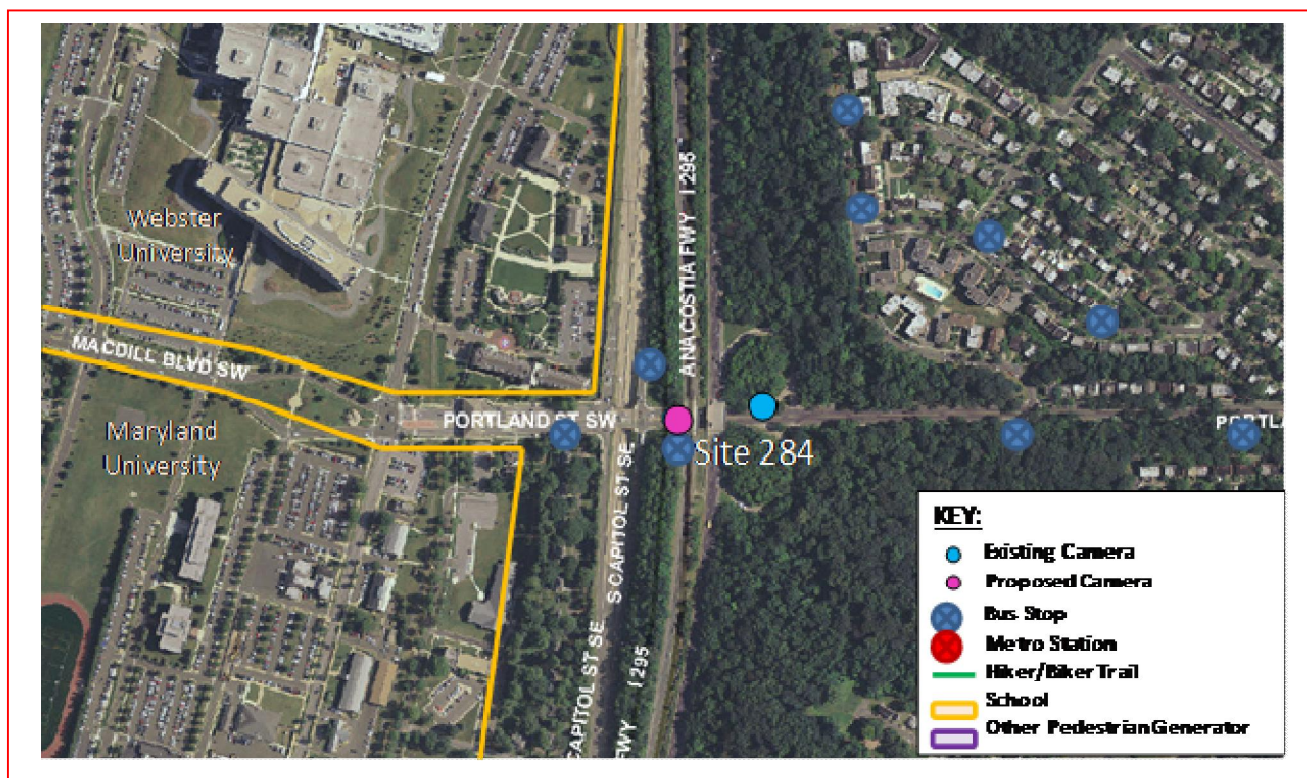 Webster
University
ANACOSTIA FWY I 295
MACDILL BLVD SW
PORTLAND ST SW
PORTLA
Maryland
University
Site 284
S CAPITOL ST SE
CAPITOL ST SE
FWY I 295
KEY:
Existing Camera
Proposed Camera
Bus Stop
Metro Station
Hiker/Biker Trail
School
Other Pedestrian Generator